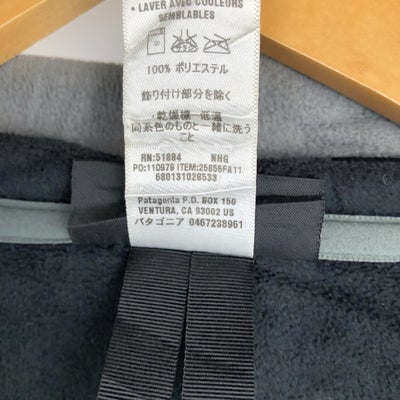 • LAVER AVEC COULEURS
SEMBLABLES
100% ポリエステル
飾り付け部分を除く
・乾燥機 低温
同系色のものと一緒に洗う
こと
RN:51884 NHG
PO:110979 ITEM:25856FA11
680131028533
Patagonia P.O. BOX 150
VENTURA, CA 93002 US
パタゴニア 0467238961